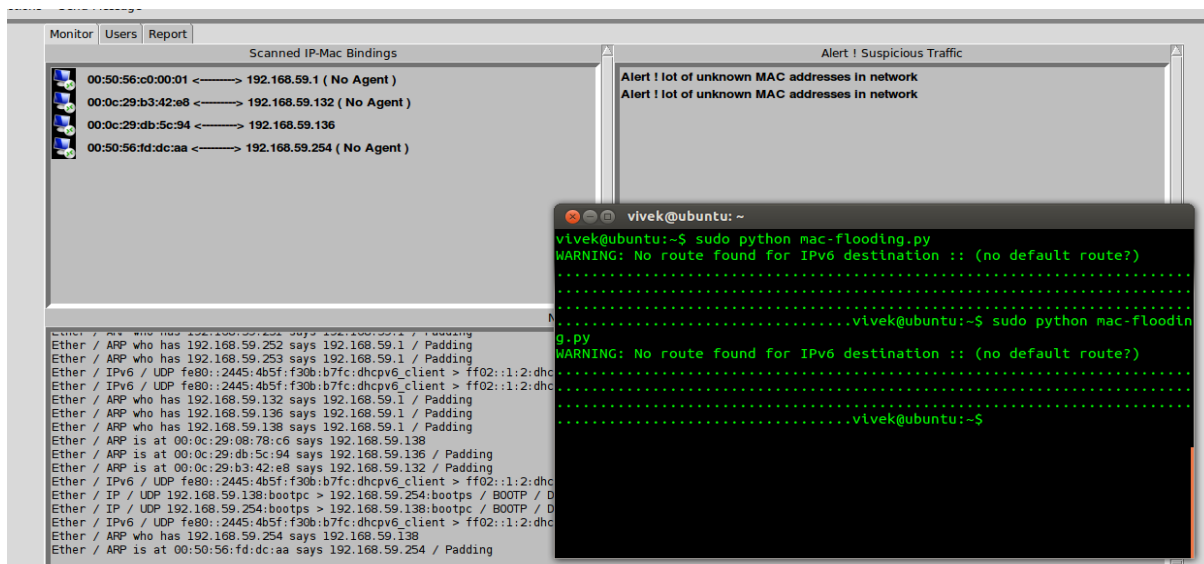 Send Message
Monitor Users Report
Scanned IP-Mac Bindings
00:50:56:c0:00:01 <---------> 192.168.59.1 ( No Agent )
00:0c:29:b3:42:e8 <---------> 192.168.59.132 ( No Agent )
00:0c:29:db:5c:94 <---------> 192.168.59.136
00:50:56:fd:dc:aa <---------> 192.168.59.254 ( No Agent )
Alert ! Suspicious Traffic
Alert ! lot of unknown MAC addresses in network
Alert ! lot of unknown MAC addresses in network
N
Ether / ARP who has 192.168.59.251 says 192.168.59.1 / Padding
Ether / ARP who has 192.168.59.252 says 192.168.59.1 / Padding
Ether / ARP who has 192.168.59.253 says 192.168.59.1 / Padding
Ether / IPv6 / UDP fe80::2445:4b5f:f30b:b7fc:dhcpv6_client > ff02::1:2:dhc
Ether / IPv6 / UDP fe80::2445:4b5f:f30b:b7fc:dhcpv6_client > ff02::1:2:dhc
Ether / ARP who has 192.168.59.132 says 192.168.59.1 / Padding
Ether / ARP who has 192.168.59.136 says 192.168.59.1 / Padding
Ether / ARP who has 192.168.59.138 says 192.168.59.1 / Padding
Ether / ARP is at 00:0c:29:08:78:c6 says 192.168.59.138
Ether / ARP is at 00:0c:29:db:5c:94 says 192.168.59.136 / Padding
Ether / ARP is at 00:0c:29:b3:42:e8 says 192.168.59.132 / Padding
Ether / IPv6 / UDP fe80::2445:4b5f:f30b:b7fc:dhcpv6_client > ff02::1:2:dhc
Ether / IP / UDP 192.168.59.138:bootpc > 192.168.59.254:bootps / BOOTP / D
Ether / IP / UDP 192.168.59.254:bootps > 192.168.59.138:bootpc / BOOTP / D
Ether / IPv6 / UDP fe80::2445:4b5f:f30b:b7fc:dhcpv6_client > ff02::1:2:dhc
Ether / ARP who has 192.168.59.254 says 192.168.59.138
Ether / ARP is at 00:50:56:fd:dc:aa says 192.168.59.254 / Padding
vivek@ubuntu: ~
vivek@ubuntu:~$ sudo python mac-flooding.py
WARNING: No route found for IPv6 destination :: (no default route?)
........................................................................
........................................................................
........................................................................
.................................vivek@ubuntu:~$ sudo python mac-floodin
g.py
WARNING: No route found for IPv6 destination :: (no default route?)
........................................................................
........................................................................
........................................................................
.................................vivek@ubuntu:~$